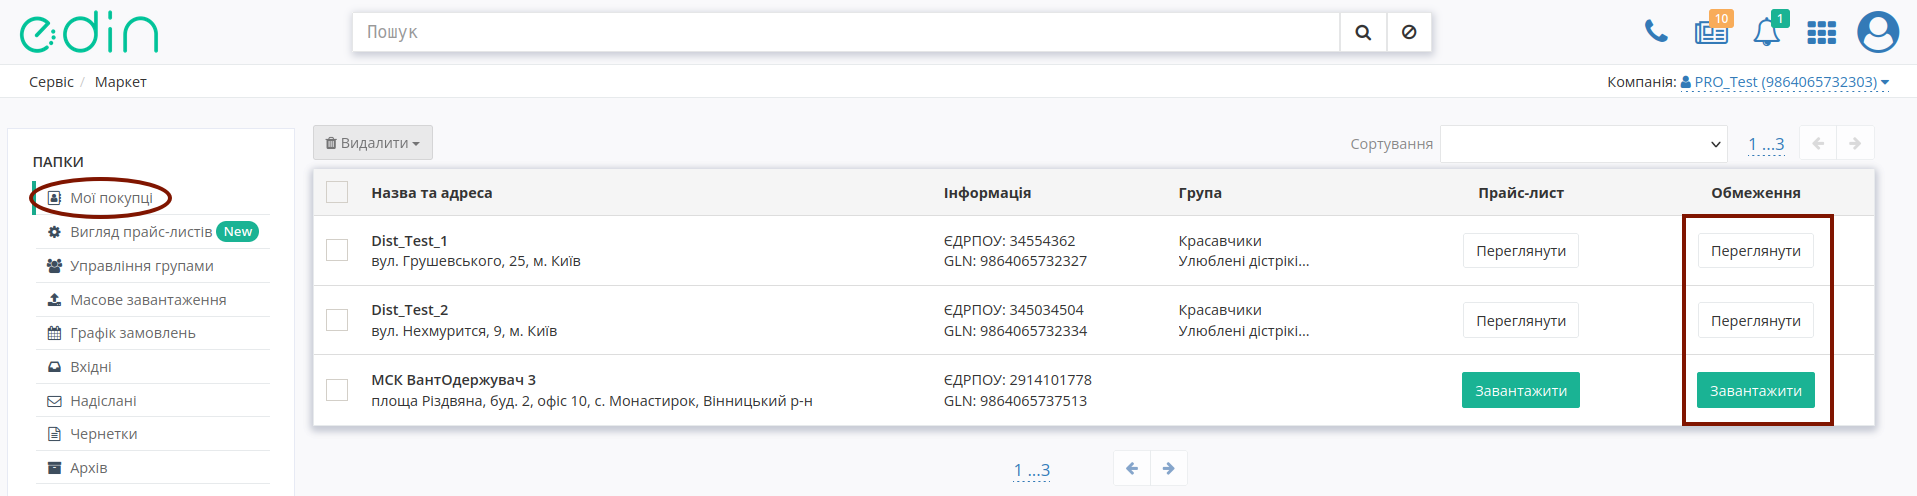 edin
Пошук
10
1
Сервіс / Маркет
Компанія: PRO_Test (9864065732303)
ПАПКИ
Мої покупці
Вигляд прайс-листів New
Управління групами
Масове завантаження
Графік замовлень
Вхідні
Надіслані
Чернетки
Архів
Видалити
Сортування
1 ...3
Назва та адреса Інформація Група Прайс-лист Обмеження
Dist_Test_1 ЄДРПОУ: 34554362 Красавчики Переглянути Переглянути
вул. Грушевського, 25, м. Київ GLN: 9864065732327 Улюблені дістрікі...
Dist_Test_2 ЄДРПОУ: 345034504 Красавчики Переглянути Переглянути
вул. Нехмурится, 9, м. Київ GLN: 9864065732334 Улюблені дістрікі...
МСК ВантОдержувач 3 ЄДРПОУ: 2914101778 Завантажити Завантажити
площа Різдвяна, буд. 2, офіс 10, с. Монастирок, Вінницький р-н GLN: 9864065737513
1 ...3